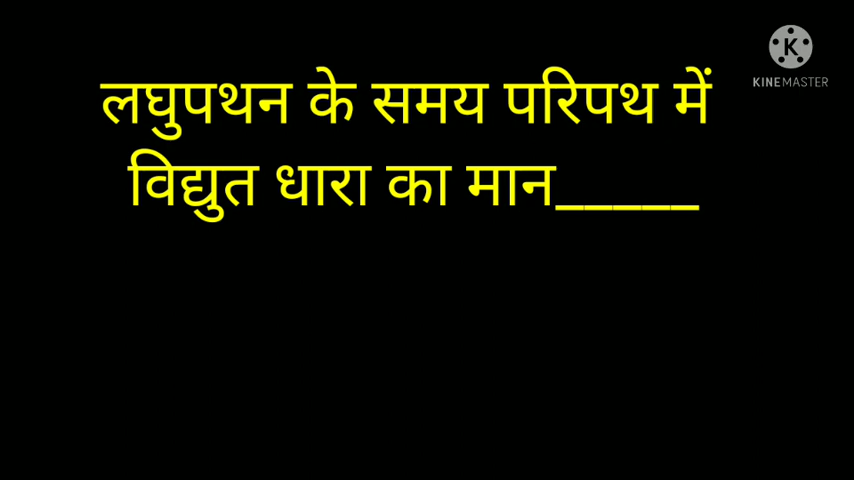 लघुपथन के समय परिपथ में
विद्युत धारा का मान_____
KINEMASTER